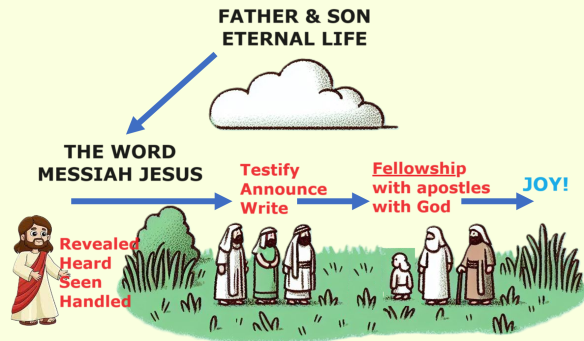 FATHER & SON
ETERNAL LIFE
THE WORD
MESSIAH JESUS
Testify
Announce
Write
Fellowship
with apostles
with God
JOY!
Revealed
Heard
Seen
Handled